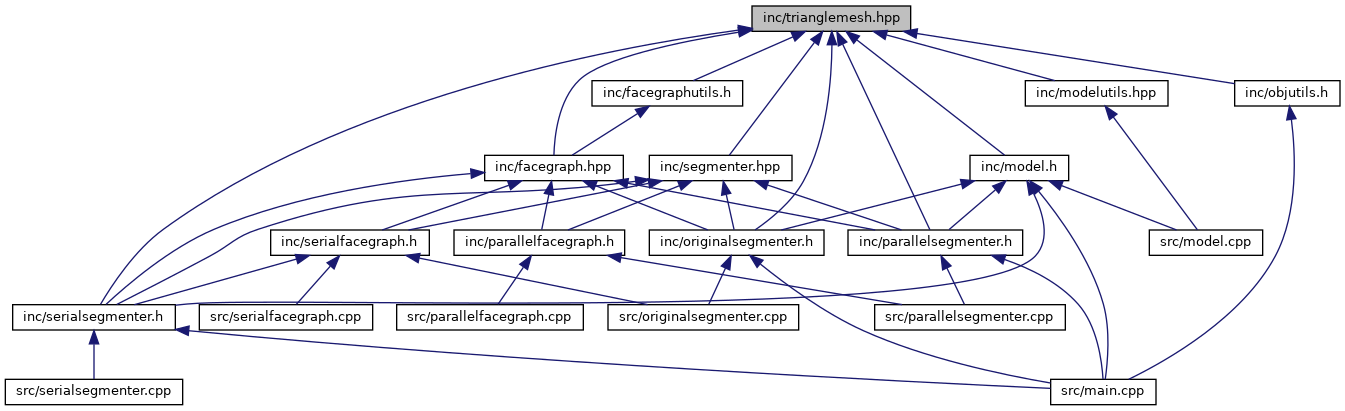 inc/trianglemesh.hpp
inc/facegraphutils.h
inc/modelutils.hpp
inc/objutils.h
inc/facegraph.hpp
inc/segmenter.hpp
inc/model.h
inc/serialfacegraph.h
inc/parallelfacegraph.h
inc/originalsegmenter.h
inc/parallelsegmenter.h
src/model.cpp
inc/serialsegmenter.h
src/serialfacegraph.cpp
src/parallelfacegraph.cpp
src/originalsegmenter.cpp
src/parallelsegmenter.cpp
src/serialsegmenter.cpp
src/main.cpp